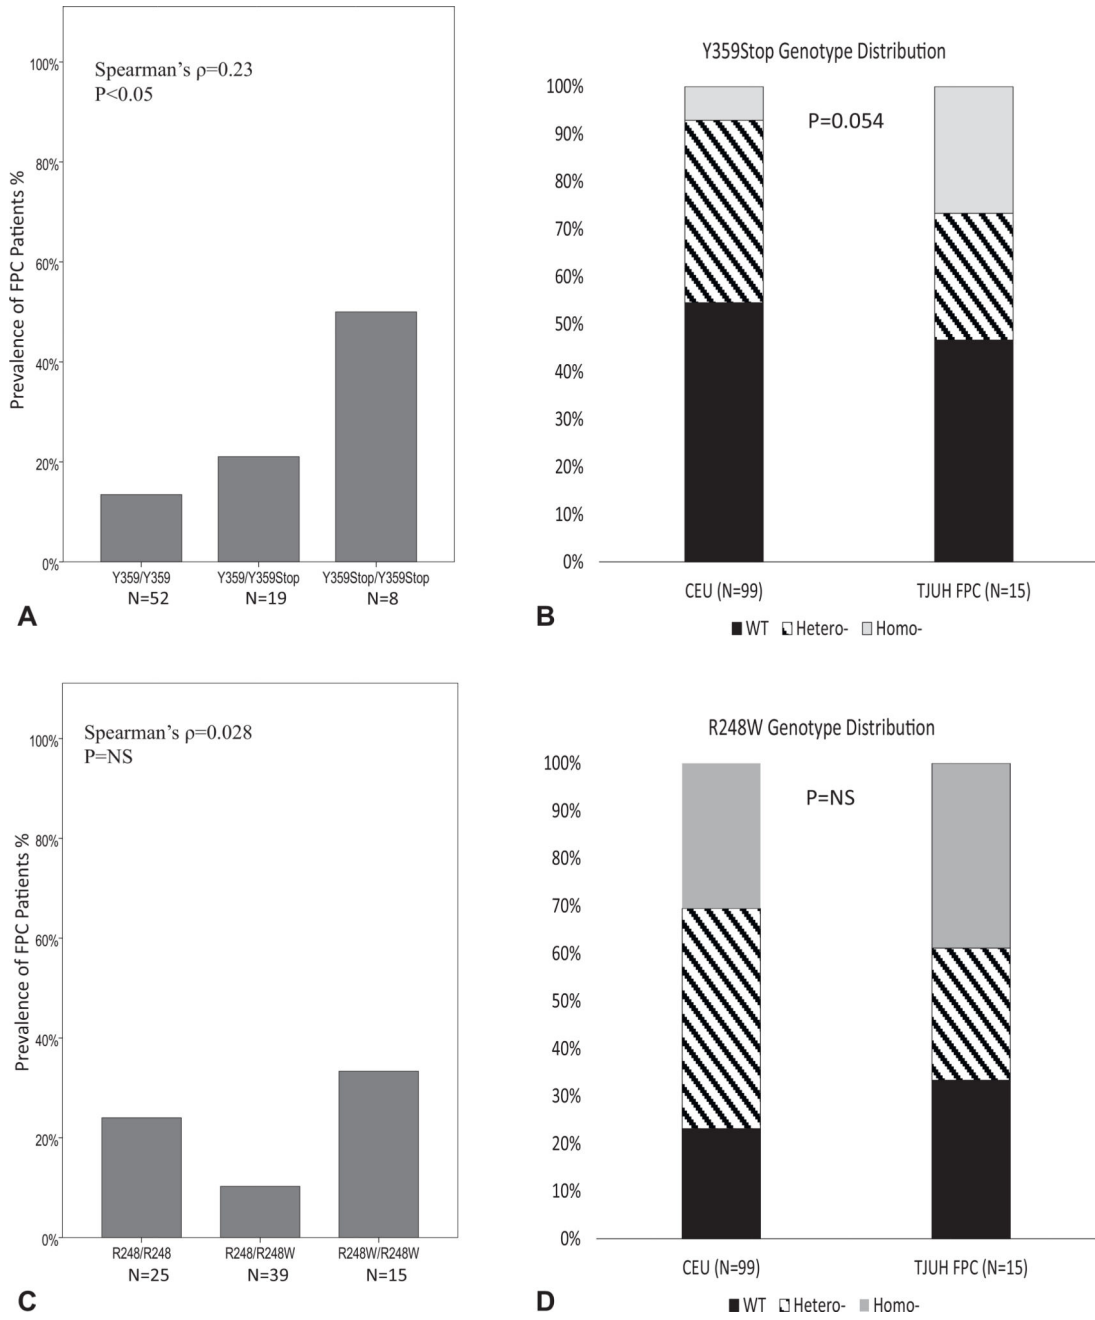 Spearman's ρ=0.23
P<0.05
Prevalence of FPC Patients %
100%
80%
60%
40%
20%
0%
Y359/Y359 Y359/Y359Stop Y359Stop/Y359Stop
N=52 N=19 N=8
A
Y359Stop Genotype Distribution
P=0.054
100%
90%
80%
70%
60%
50%
40%
30%
20%
10%
0%
CEU (N=99) TJUH FPC (N=15)
WT Hetero- Homo-
B
Spearman's ρ=0.028
P=NS
Prevalence of FPC Patients %
100%
80%
60%
40%
20%
0%
R248/R248 R248/R248W R248W/R248W
N=25 N=39 N=15
C
R248W Genotype Distribution
P=NS
100%
90%
80%
70%
60%
50%
40%
30%
20%
10%
0%
CEU (N=99) TJUH FPC (N=15)
WT Hetero- Homo-
D